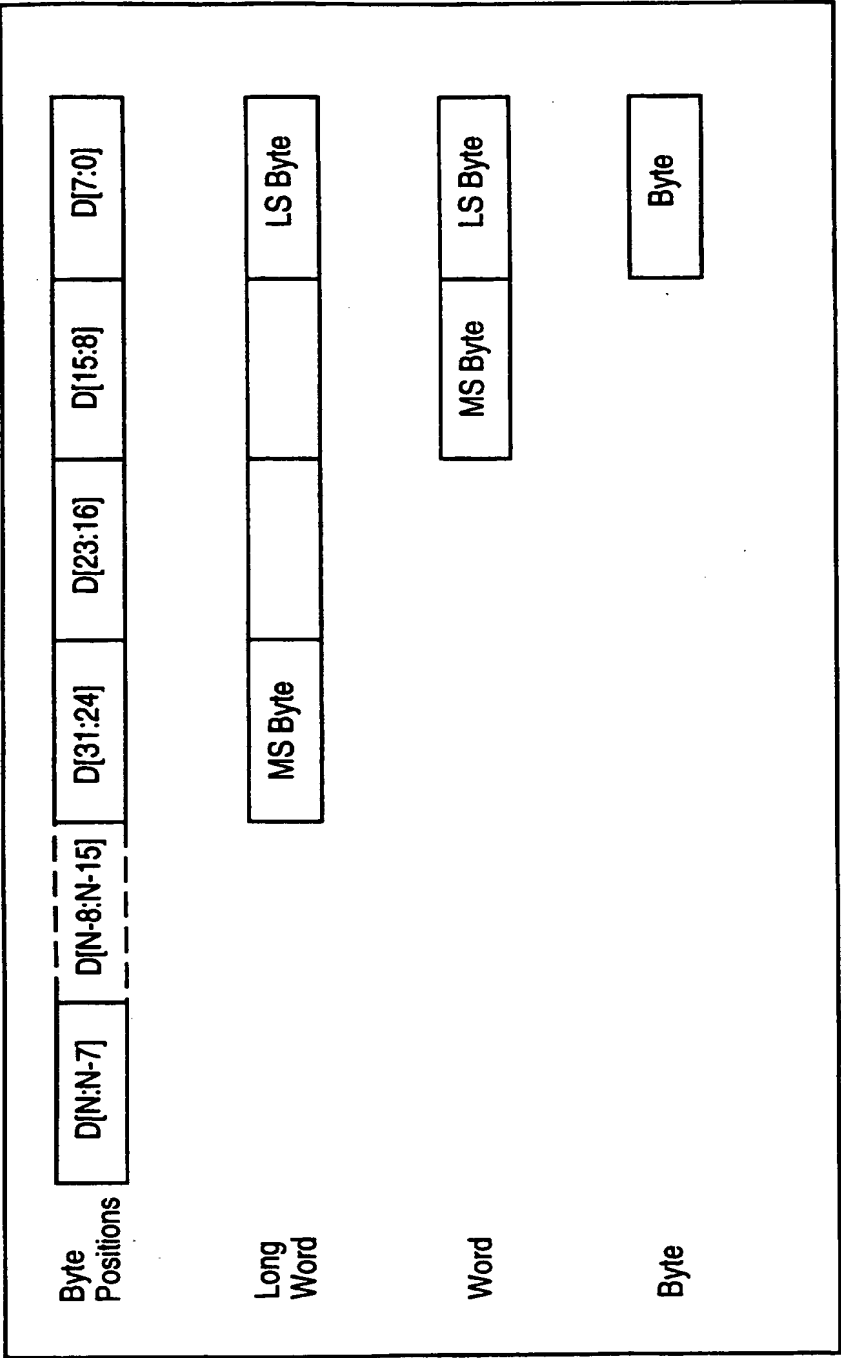 Byte
Positions
D[N:N-7]
D[N-8:N-15]
D[31:24]
D[23:16]
D[15:8]
D[7:0]
Long
Word
MS Byte
LS Byte
Word
MS Byte
LS Byte
Byte
Byte